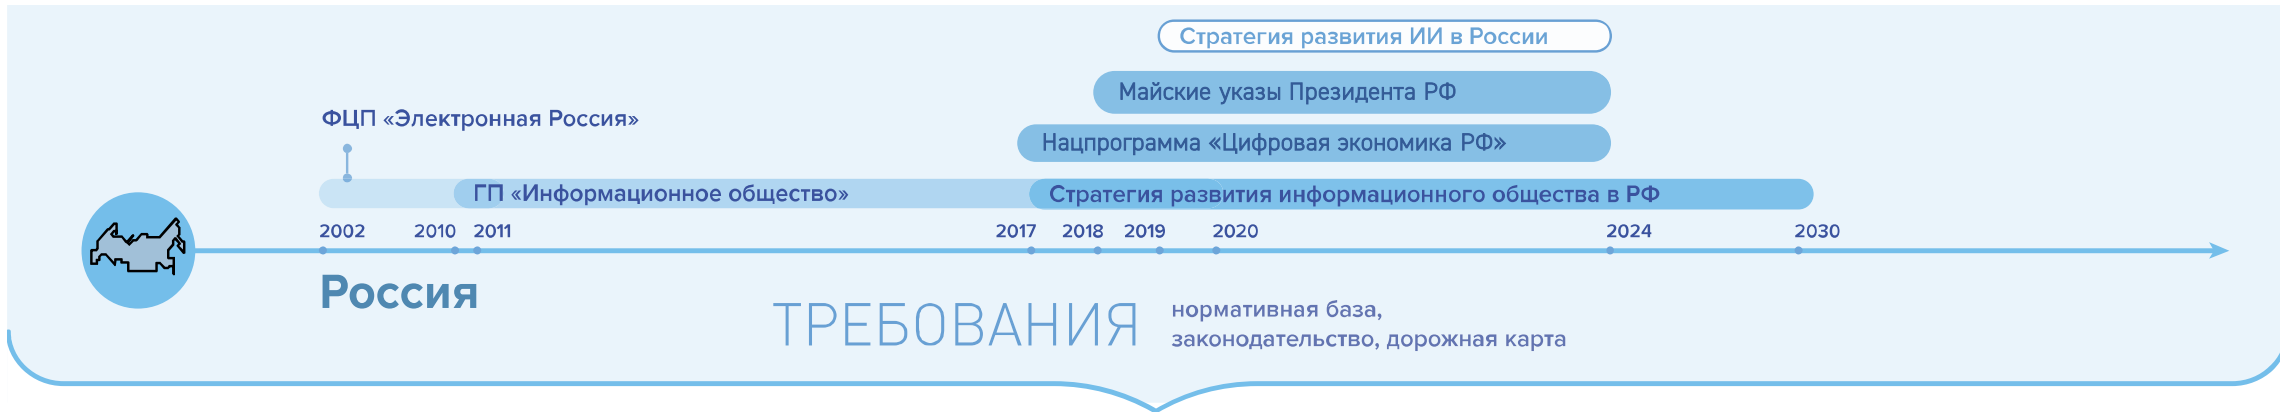 Стратегия развития ИИ в России
Майские указы Президента РФ
ФЦП «Электронная Россия»
Нацпрограмма «Цифровая экономика РФ»
ГП «Информационное общество»
Стратегия развития информационного общества в РФ
2002
2010
2011
2017
2018
2019
2020
2024
2030
Россия
ТРЕБОВАНИЯ
нормативная база,
законодательство, дорожная карта